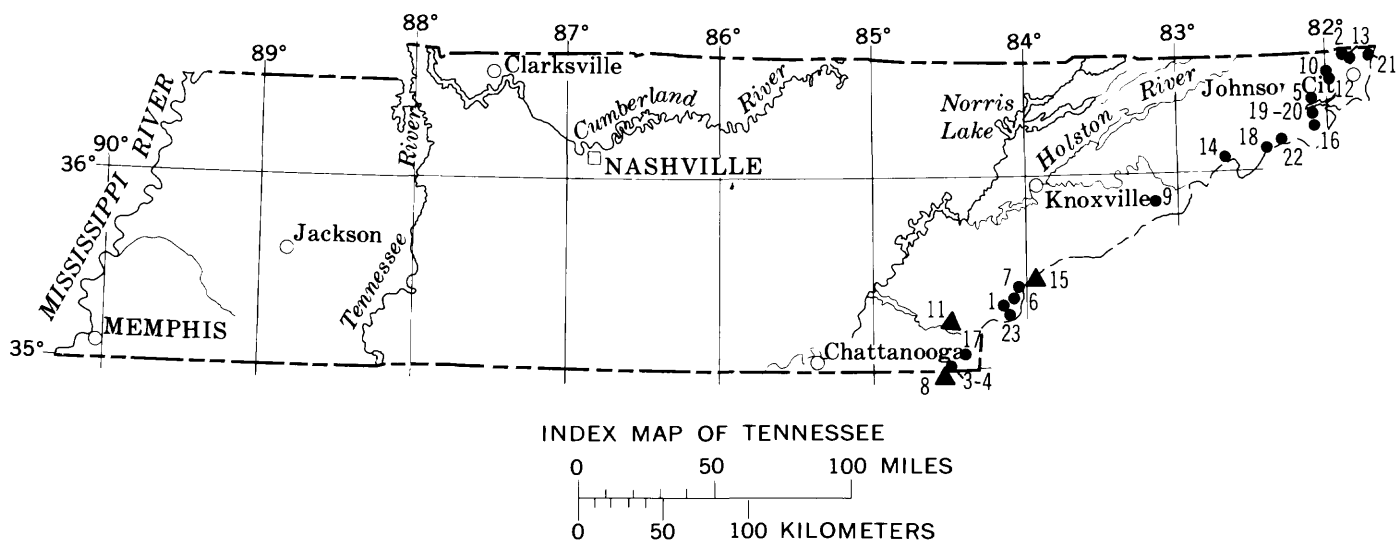 88° 87° 86° 85° 84° 83° 82°
89°
90°
36°
35°
MISSISSIPPI RIVER
MEMPHIS
Jackson
Tennessee River
Clarksville
Cumberland River
NASHVILLE
Norris
Lake
Holston River
Knoxville
Chattanooga
2 13
21
10
12
5
19-20
16
18
22
14
9
15
7
6
1
23
11
17
3-4
8
INDEX MAP OF TENNESSEE
0 50 100 MILES
0 50 100 KILOMETERS